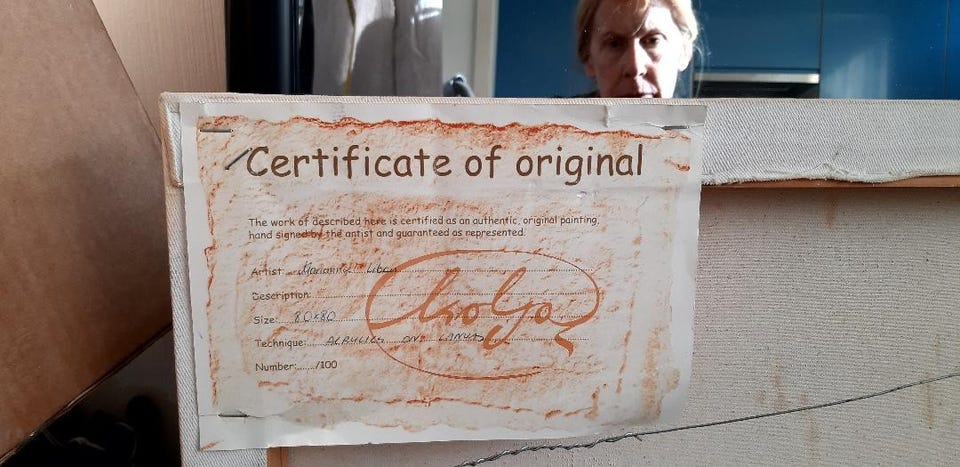 Certificate of original
The work of described here is certified as an authentic, original painting,
hand signed by the artist and guaranteed as represented.
Artist:
Description:
Size: 80x80
Technique: ACRYLICS ON CANVAS
Number:....../100